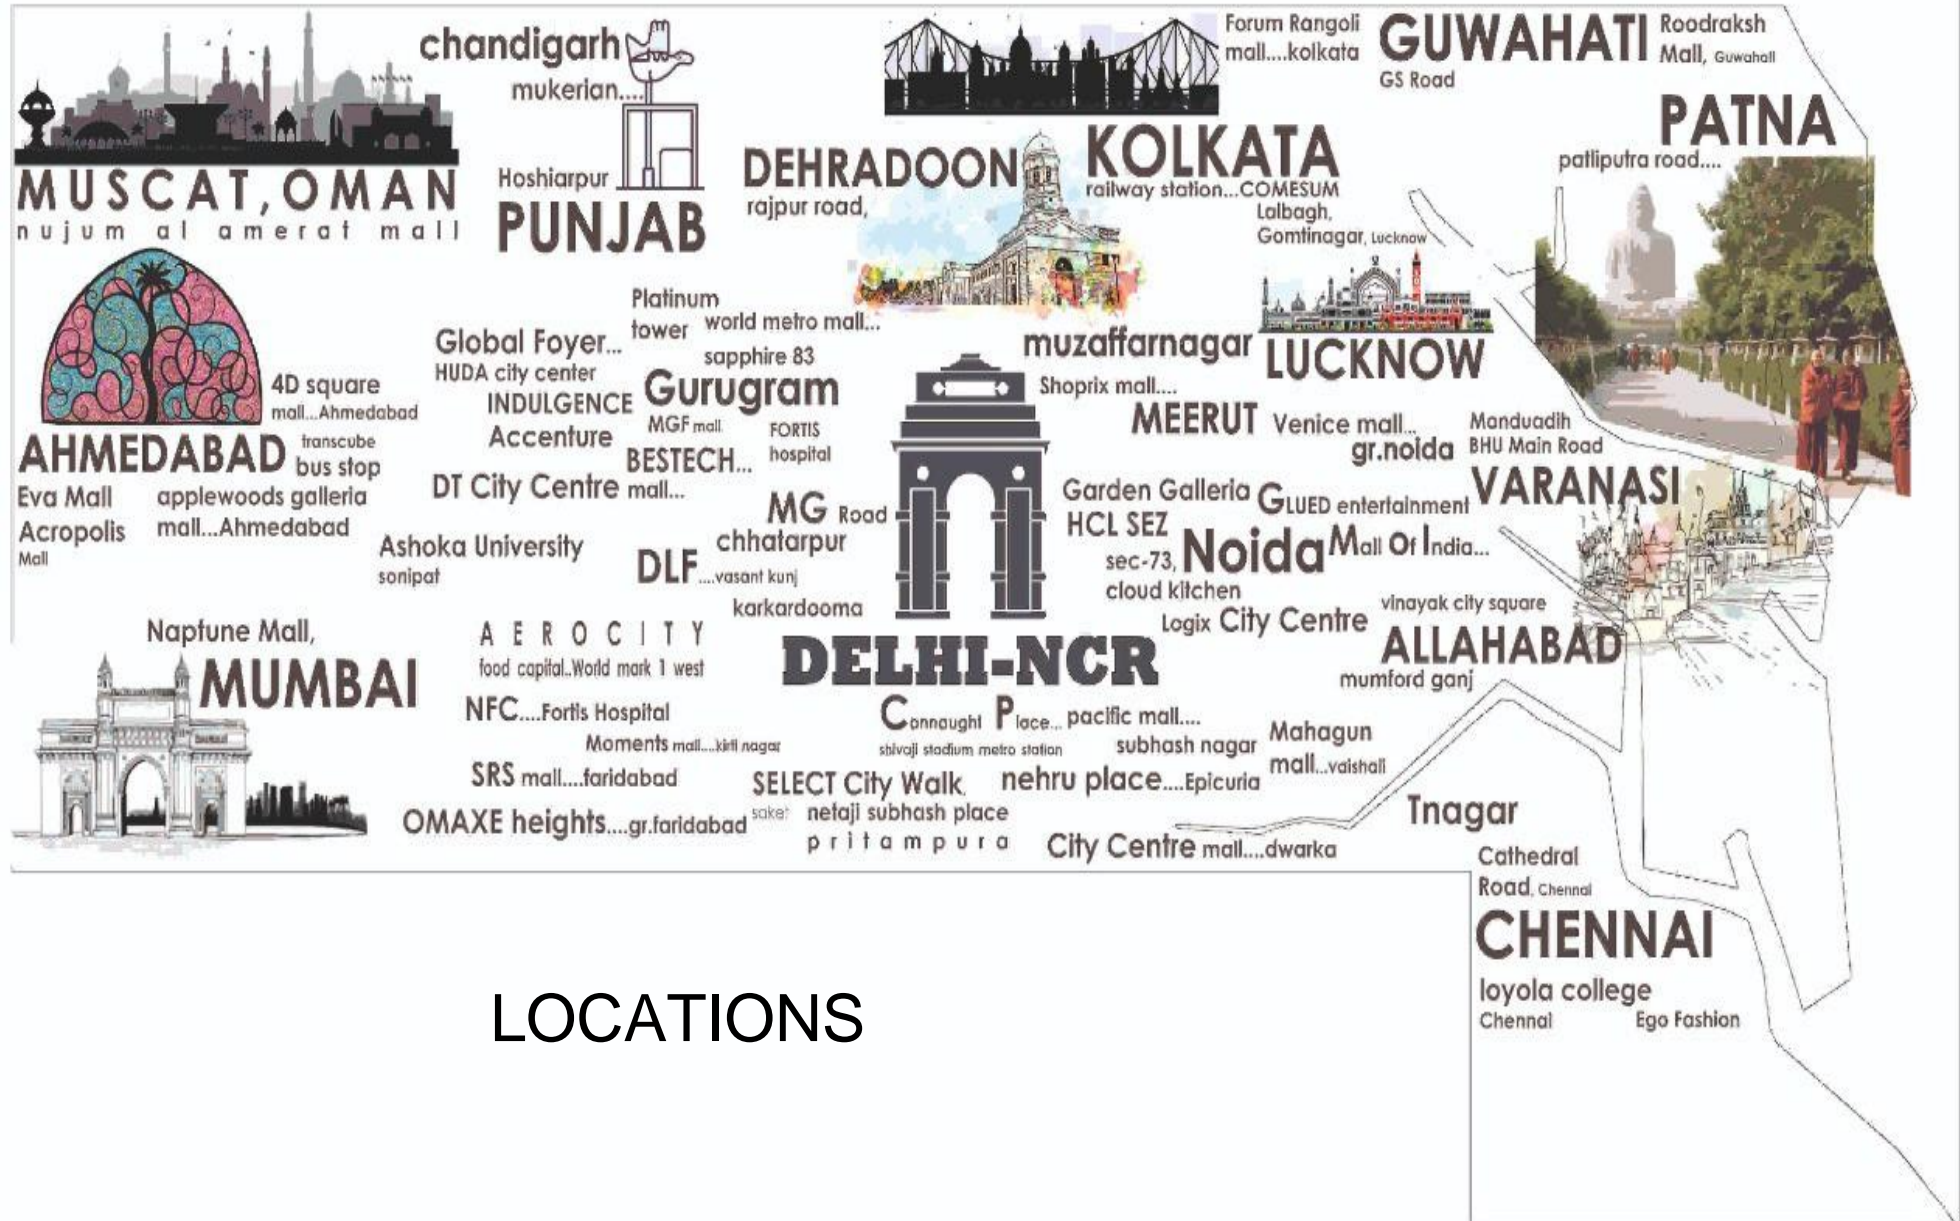 chandigarh
mukerian....
Hoshiarpur
PUNJAB
MUSCAT, OMAN
nujum al amerat mall
Forum Rangoli
mall....kolkata
KOLKATA
railway station...COMESUM
GUWAHATI
GS Road
Roodraksh
Mall, Guwahati
PATNA
patliputra road....
DEHRADOON
rajpur road,
Lalbagh,
Gomtinagar, Lucknow
LUCKNOW
4D square
mall...Ahmedabad
AHMEDABAD
transcube
bus stop
Eva Mall
Acropolis
Mall
applewoods galleria
mall...Ahmedabad
Platinum
tower
world metro mall...
Global Foyer...
HUDA city center
sapphire 83
INDULGENCE
Gurugram
Accenture
MGF mall
FORTIS
hospital
BESTECH...
DT City Centre mall...
MG Road
Ashoka University
sonipat
chhatarpur
DLF....vasant kunj
karkardooma
muzaffarnagar
Shoprix mall....
MEERUT
Venice mall...
gr.noida
Manduadih
BHU Main Road
VARANASI
Garden Galleria
GLUED entertainment
HCL SEZ
sec-73,
Noida
Mall Of India...
cloud kitchen
Logix City Centre
vinayak city square
ALLAHABAD
mumford ganj
Naptune Mall,
MUMBAI
AEROCITY
food capital..World mark 1 west
DELHI-NCR
NFC....Fortis Hospital
Moments mall....kirti nagar
Connaught Place...
shivaji stadium metro station
pacific mall....
subhash nagar
Mahagun
mall...vaishali
SRS mall....faridabad
SELECT City Walk,
saket
nehru place....Epicuria
OMAXE heights....gr.faridabad
netaji subhash place
pritampura
City Centre mall....dwarka
Tnagar
Cathedral
Road, Chennai
CHENNAI
loyola college
Chennai
Ego Fashion
LOCATIONS